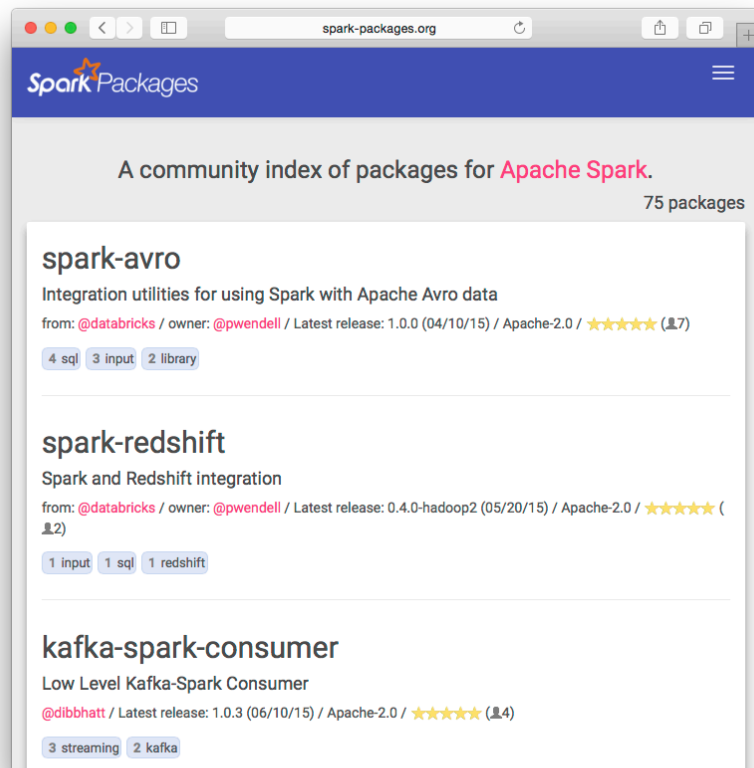 spark-packages.org
Spark Packages
A community index of packages for Apache Spark.
75 packages
spark-avro
Integration utilities for using Spark with Apache Avro data
from: @databricks / owner: @pwendell / Latest release: 1.0.0 (04/10/15) / Apache-2.0 / ★★★★★ (👤7)
4 sql 3 input 2 library
spark-redshift
Spark and Redshift integration
from: @databricks / owner: @pwendell / Latest release: 0.4.0-hadoop2 (05/20/15) / Apache-2.0 / ★★★★★ (
👤2)
1 input 1 sql 1 redshift
kafka-spark-consumer
Low Level Kafka-Spark Consumer
@dibbhatt / Latest release: 1.0.3 (06/10/15) / Apache-2.0 / ★★★★★ (👤4)
3 streaming 2 kafka